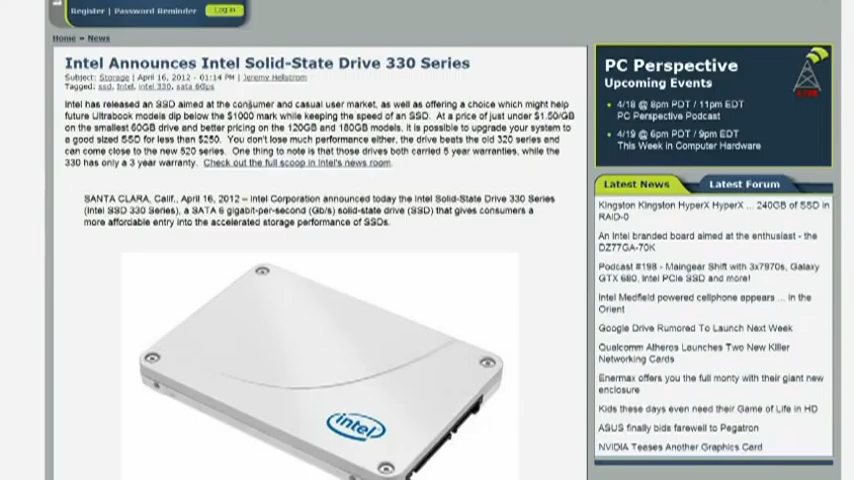 Register | Password Reminder Log In
Home » News
Intel Announces Intel Solid-State Drive 330 Series
Subject: Storage | April 16, 2012 - 01:14 PM | Jeremy Hellstrom
Tagged: ssd, Intel, intel 330, sata 6gbps
Intel has released an SSD aimed at the consumer and casual user market, as well as offering a choice which might help
future Ultrabook models dip below the $1000 mark while keeping the speed of an SSD. At a price of just under $1.50/GB
on the smallest 60GB drive and better pricing on the 120GB and 180GB models, it is possible to upgrade your system to
a good sized SSD for less than $250. You don't lose much performance either, the drive beats the old 320 series and
can come close to the new 520 series. One thing to note is that those drives both carried 5 year warranties, while the
330 has only a 3 year warranty. Check out the full scoop in Intel's news room.
SANTA CLARA, Calif., April 16, 2012 – Intel Corporation announced today the Intel Solid-State Drive 330 Series
(Intel SSD 330 Series), a SATA 6 gigabit-per-second (Gb/s) solid-state drive (SSD) that gives consumers a
more affordable entry into the accelerated storage performance of SSDs.
intel
PC Perspective
Upcoming Events
4/18 @ 8pm PDT / 11pm EDT
PC Perspective Podcast
4/19 @ 6pm PDT / 9pm EDT
This Week in Computer Hardware
Latest News Latest Forum
Kingston Kingston HyperX HyperX ... 240GB of SSD in
RAID-0
An Intel branded board aimed at the enthusiast - the
DZ77GA-70K
Podcast #198 - Maingear Shift with 3x7970s, Galaxy
GTX 680, Intel PCIe SSD and more!
Intel Medfield powered cellphone appears ... in the
Orient
Google Drive Rumored To Launch Next Week
Qualcomm Atheros Launches Two New Killer
Networking Cards
Enermax offers you the full monty with their giant new
enclosure
Kids these days even need their Game of Life in HD
ASUS finally bids farewell to Pegatron
NVIDIA Teases Another Graphics Card